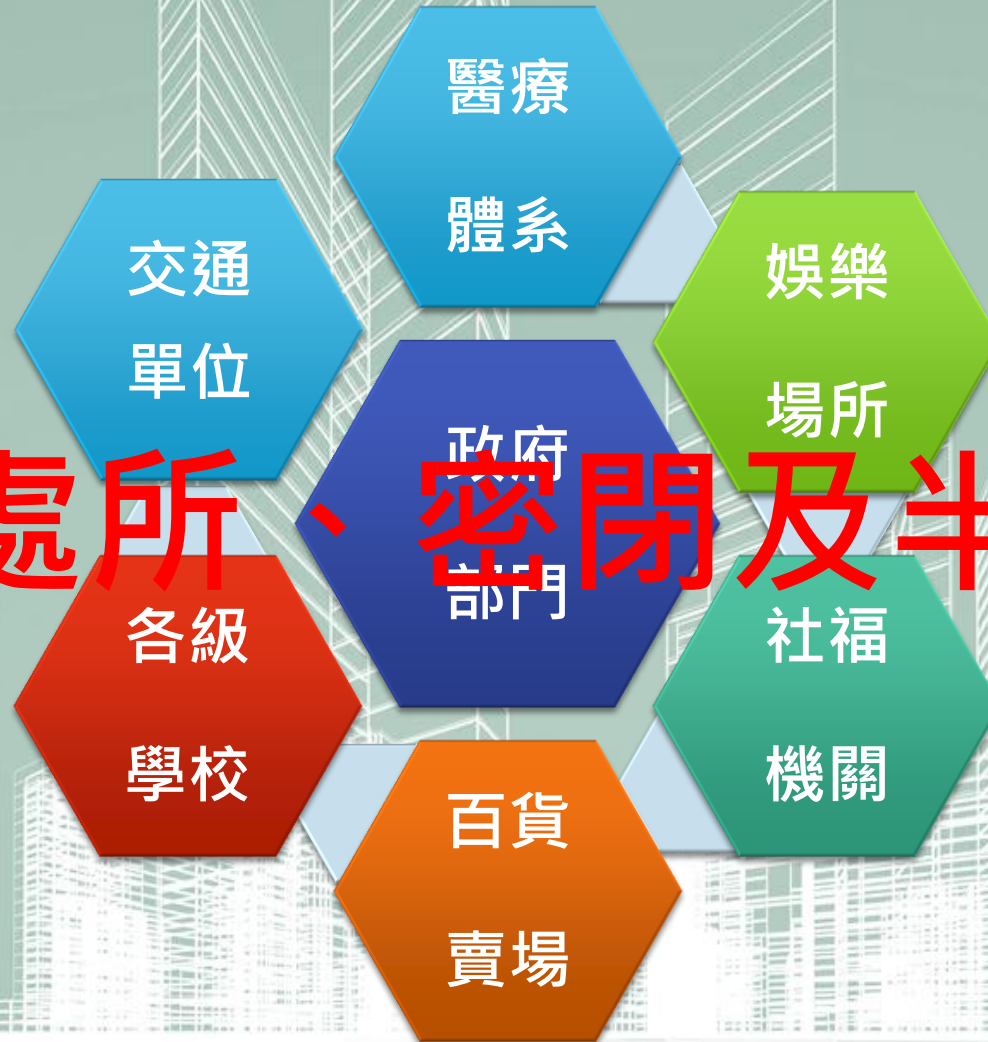 醫療
體系
交通
單位
娛樂
場所
政府
部門
處所、密閉及半
各級
學校
社福
機關
百貨
賣場